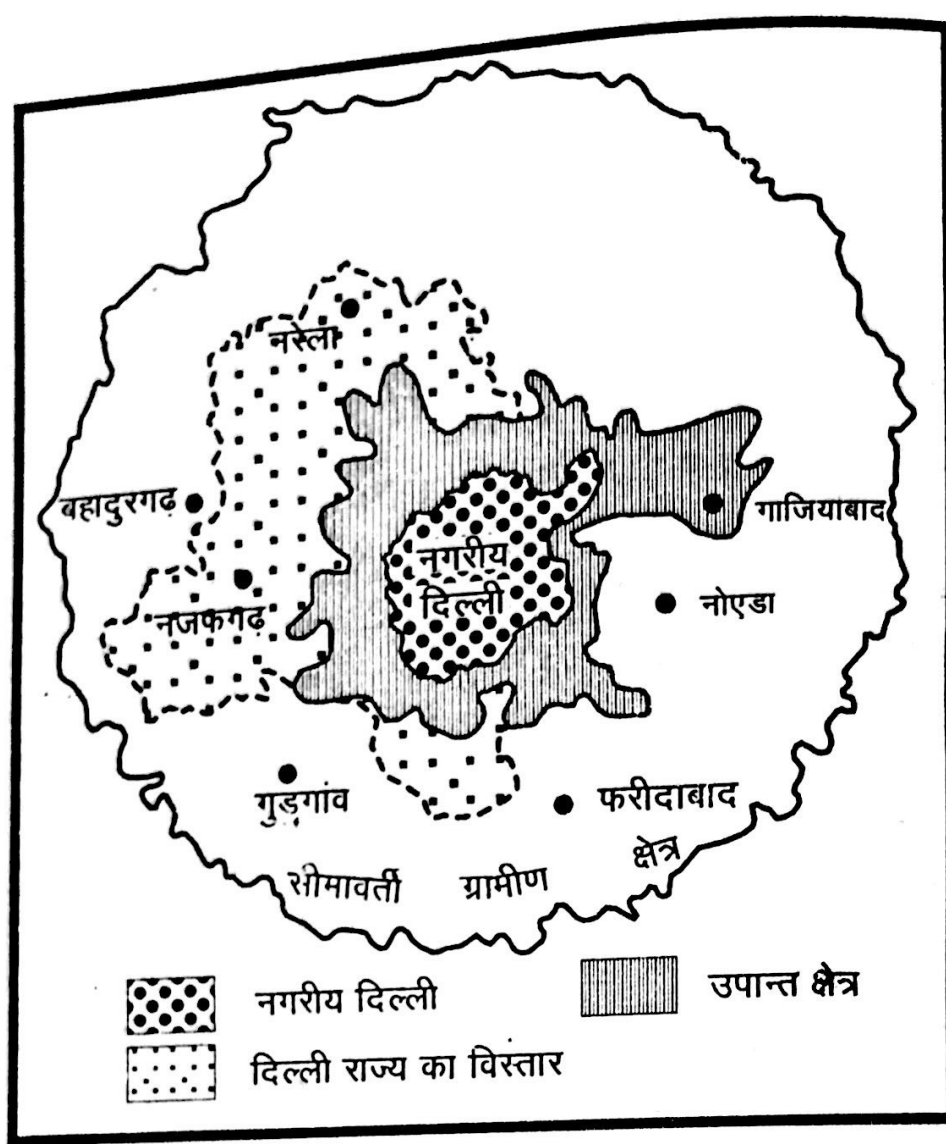 नरेला
बहादुरगढ़
गाजियाबाद
नगरीय
दिल्ली
नोएडा
नजफगढ़
गुड़गांव
फरीदाबाद
सीमावर्ती ग्रामीण क्षेत्र
नगरीय दिल्ली
उपान्त क्षेत्र
दिल्ली राज्य का विस्तार